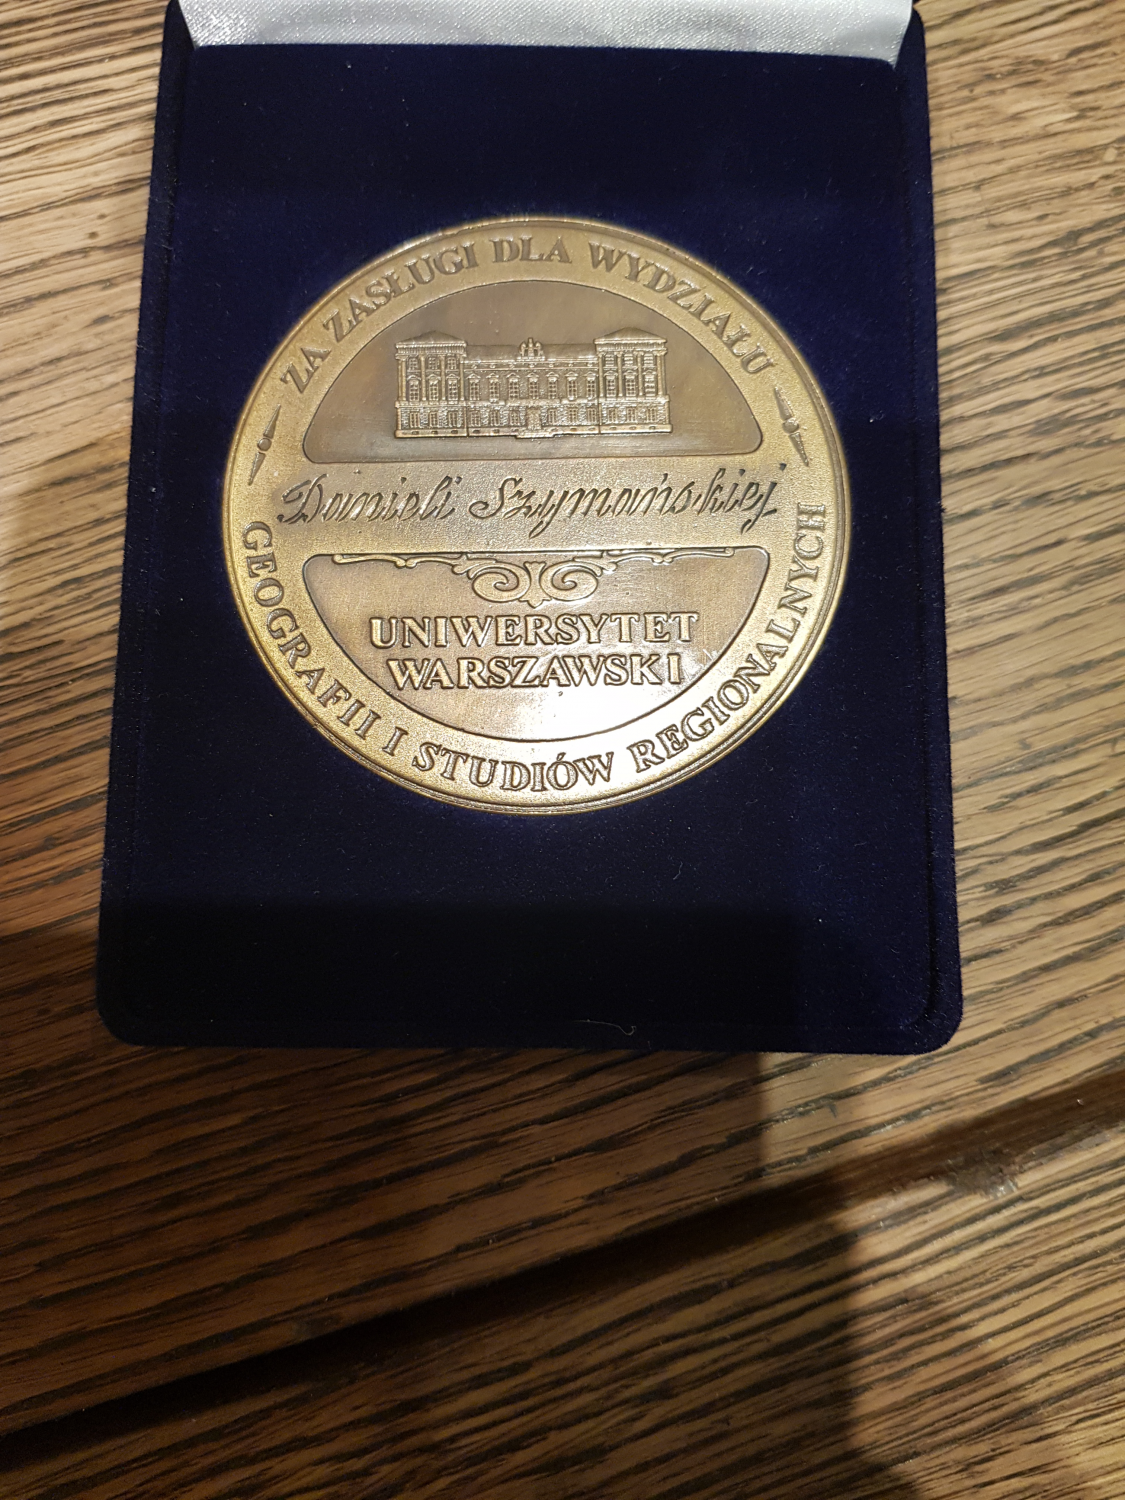 ZA ZASŁUGI DLA WYDZIAŁU
GEOGRAFII I STUDIÓW REGIONALNYCH
Danieli Szymańskiej
UNIWERSYTET
WARSZAWSKI